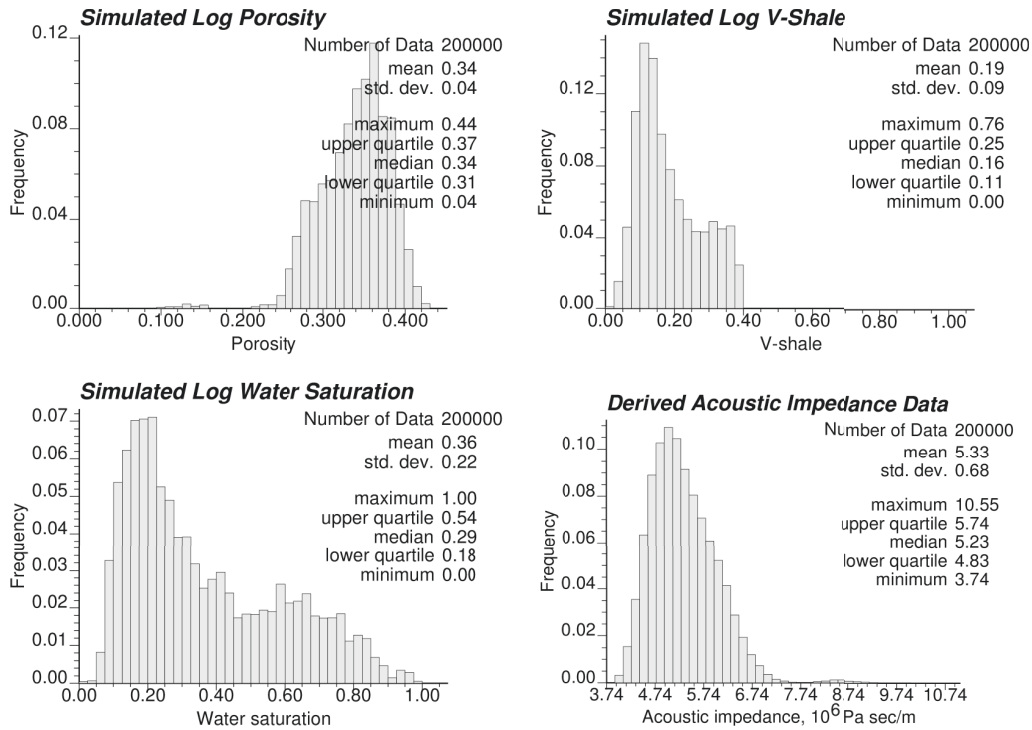 Simulated Log Porosity
0.12
0.08
0.04
0.00
Frequency
Number of Data 200000
mean 0.34
std. dev. 0.04
maximum 0.44
upper quartile 0.37
median 0.34
lower quartile 0.31
minimum 0.04
0.000 0.100 0.200 0.300 0.400
Porosity
Simulated Log V-Shale
0.12
0.08
0.04
0.00
Frequency
Number of Data 200000
mean 0.19
std. dev. 0.09
maximum 0.76
upper quartile 0.25
median 0.16
lower quartile 0.11
minimum 0.00
0.00 0.20 0.40 0.60 0.80 1.00
V-shale
Simulated Log Water Saturation
0.07
0.06
0.05
0.04
0.03
0.02
0.01
0.00
Frequency
Number of Data 200000
mean 0.36
std. dev. 0.22
maximum 1.00
upper quartile 0.54
median 0.29
lower quartile 0.18
minimum 0.00
0.00 0.20 0.40 0.60 0.80 1.00
Water saturation
Derived Acoustic Impedance Data
0.10
0.08
0.06
0.04
0.02
0.00
Frequency
Number of Data 200000
mean 5.33
std. dev. 0.68
maximum 10.55
upper quartile 5.74
median 5.23
lower quartile 4.83
minimum 3.74
3.74 4.74 5.74 6.74 7.74 8.74 9.74 10.74
Acoustic impedance, 10⁶ Pa sec/m